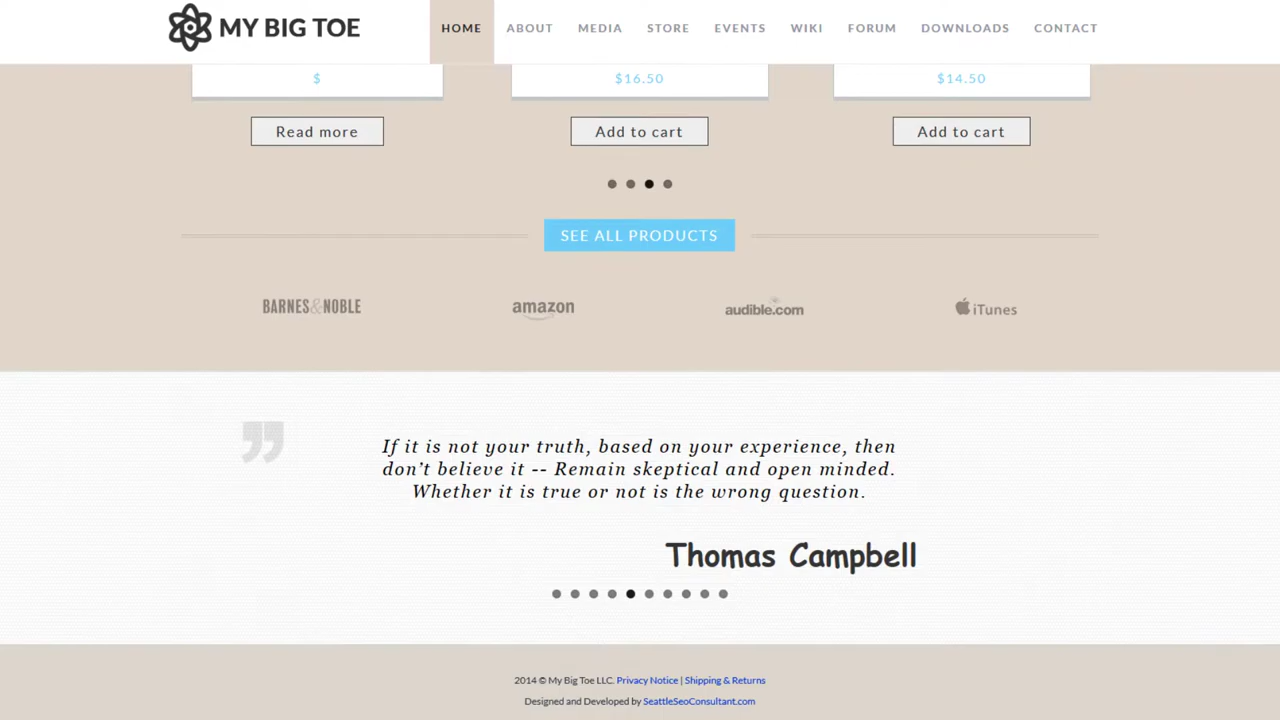 MY BIG TOE
HOME ABOUT MEDIA STORE EVENTS WIKI FORUM DOWNLOADS CONTACT
$ $16.50 $14.50
Read more Add to cart Add to cart
SEE ALL PRODUCTS
BARNES&NOBLE amazon audible.com iTunes
If it is not your truth, based on your experience, then
don’t believe it -- Remain skeptical and open minded.
Whether it is true or not is the wrong question.
Thomas Campbell
2014 © My Big Toe LLC. Privacy Notice | Shipping & Returns
Designed and Developed by SeattleSeoConsultant.com